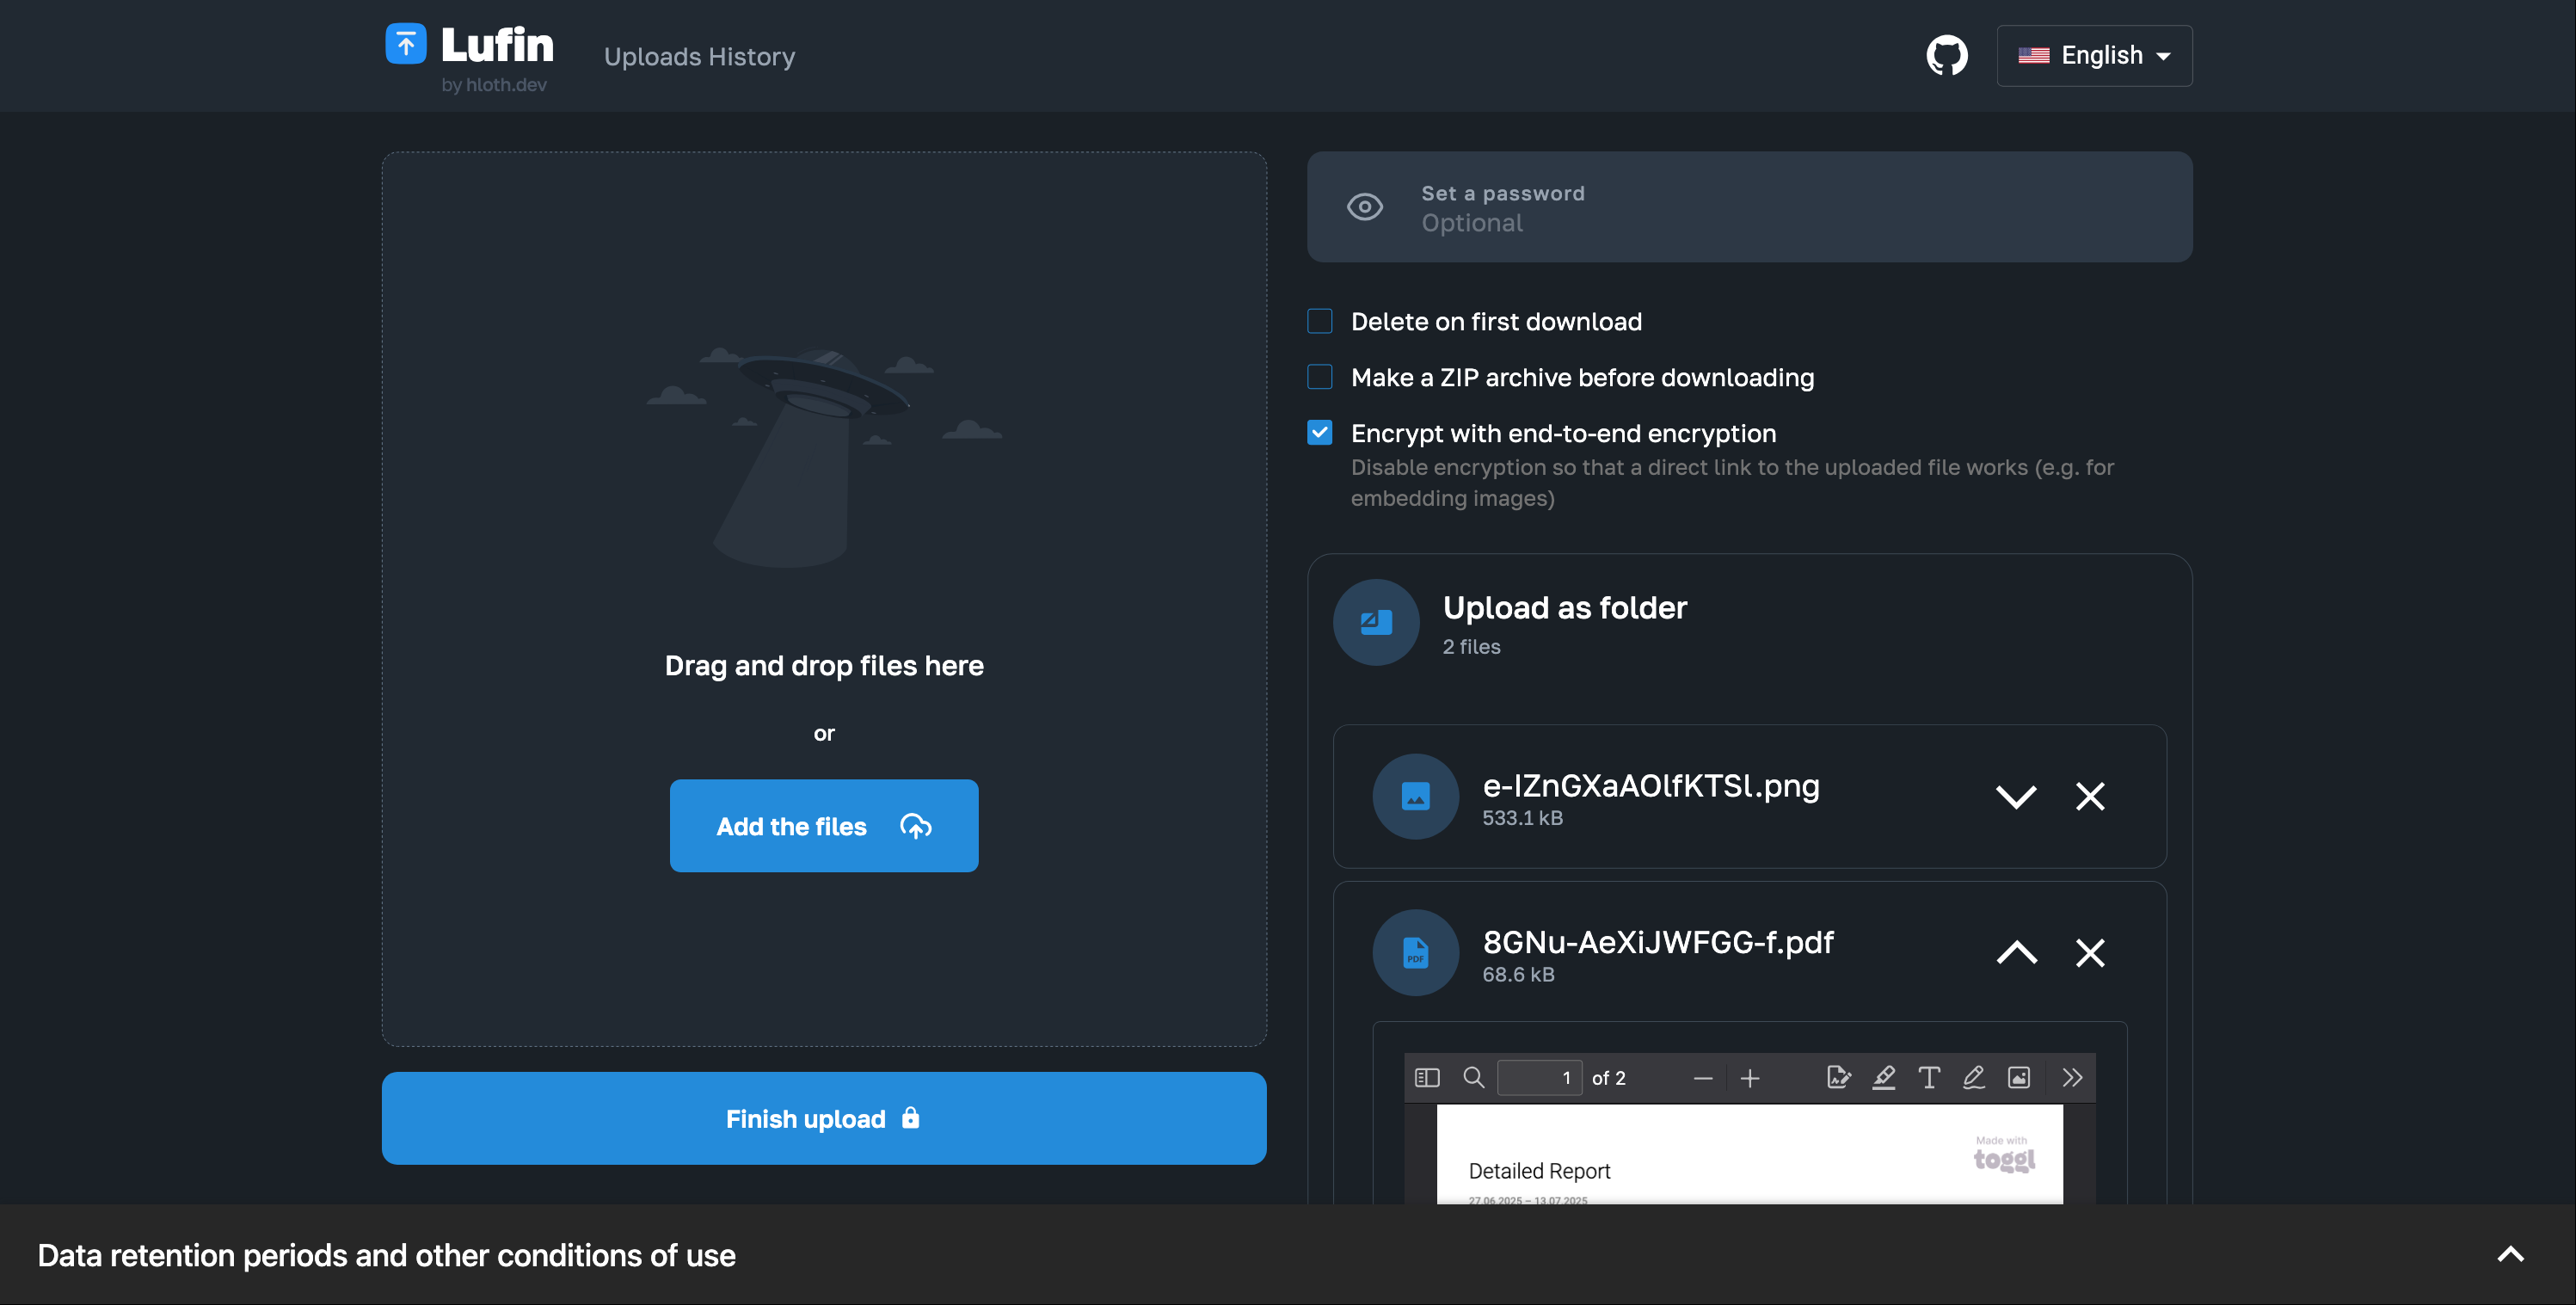 Lufin
by hloth.dev
Uploads History
English
Drag and drop files here
or
Add the files
Finish upload
Set a password
Optional
Delete on first download
Make a ZIP archive before downloading
Encrypt with end-to-end encryption
Disable encryption so that a direct link to the uploaded file works (e.g. for
embedding images)
Upload as folder
2 files
e-IZnGXaAOlfKTSl.png
533.1 kB
PDF
8GNu-AeXiJWFGG-f.pdf
68.6 kB
1 of 2
Made with
toggl
Detailed Report
27.06.2025 – 13.07.2025
Data retention periods and other conditions of use